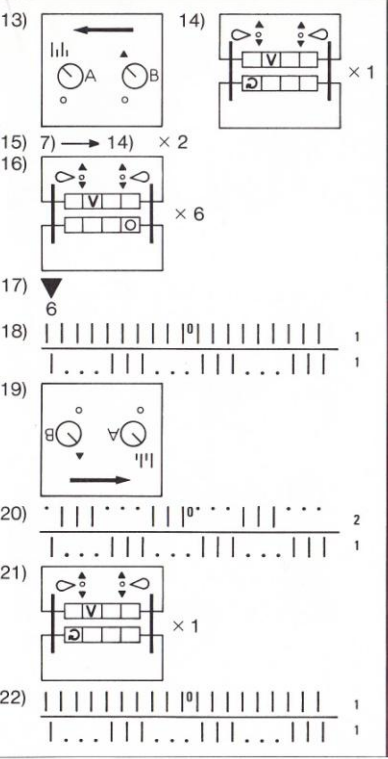 13) 14)
A B
V
× 1
15) 7) → 14) × 2
16)
V
× 6
17)
6
18) 0 1
1
19)
B A
20) 0 2
1
21)
V
× 1
22) 0 1
1